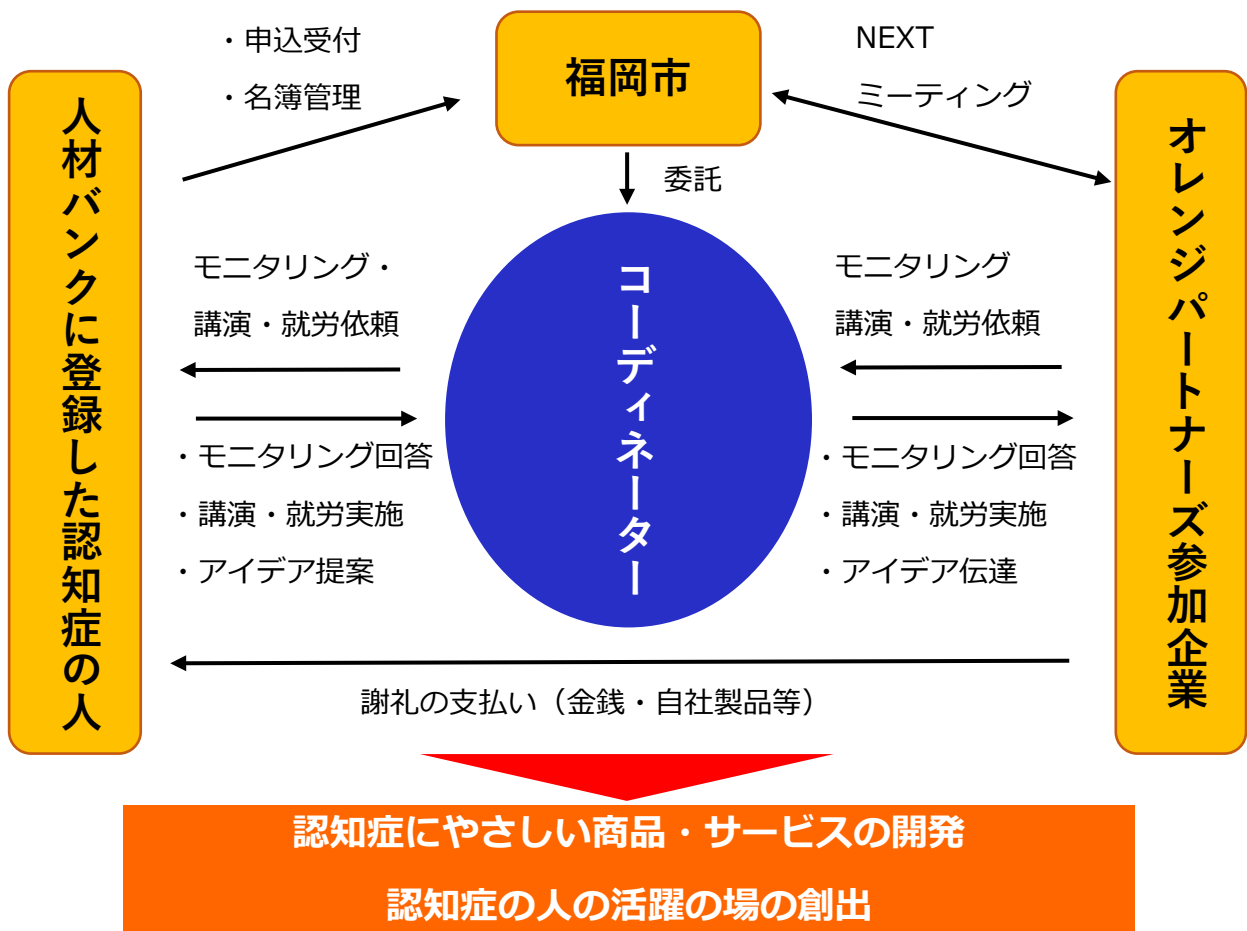 ・申込受付
・名簿管理
福岡市
NEXT
ミーティング
人材バンクに登録した認知症の人
オレンジパートナーズ参加企業
委託
コーディネーター
モニタリング・
講演・就労依頼
モニタリング
講演・就労依頼
・モニタリング回答
・講演・就労実施
・アイデア提案
・モニタリング回答
・講演・就労実施
・アイデア伝達
謝礼の支払い（金銭・自社製品等）
認知症にやさしい商品・サービスの開発
認知症の人の活躍の場の創出